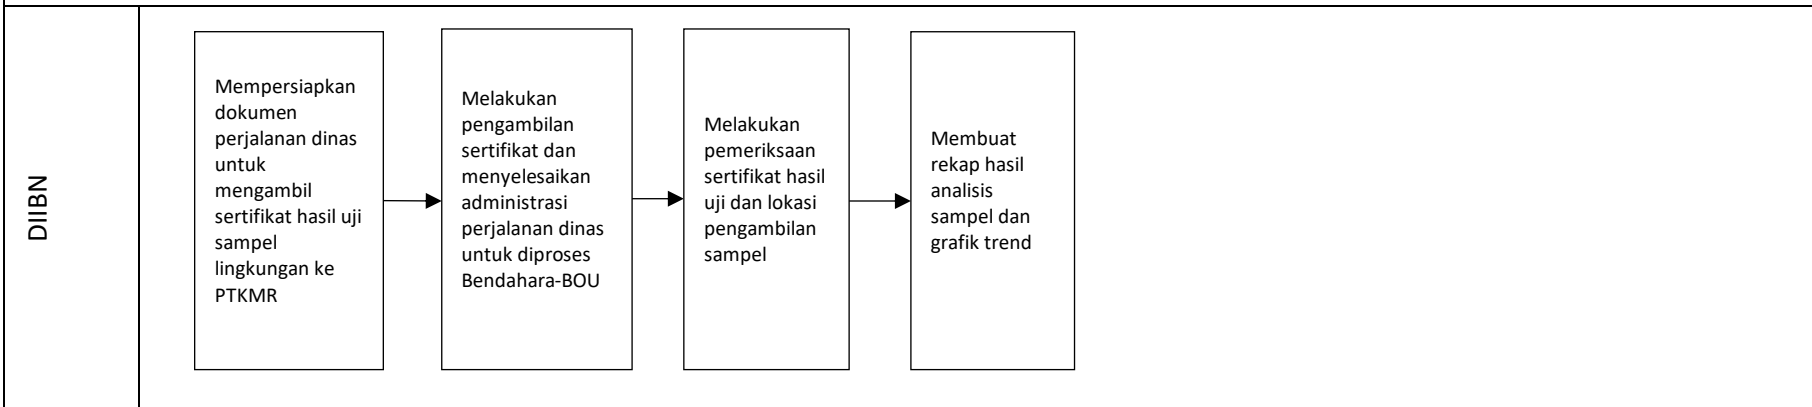 DIIBN
Mempersiapkan
dokumen
perjalanan dinas
untuk
mengambil
sertifikat hasil uji
sampel
lingkungan ke
PTKMR
Melakukan
pengambilan
sertifikat dan
menyelesaikan
administrasi
perjalanan dinas
untuk diproses
Bendahara-BOU
Melakukan
pemeriksaan
sertifikat hasil
uji dan lokasi
pengambilan
sampel
Membuat
rekap hasil
analisis
sampel dan
grafik trend